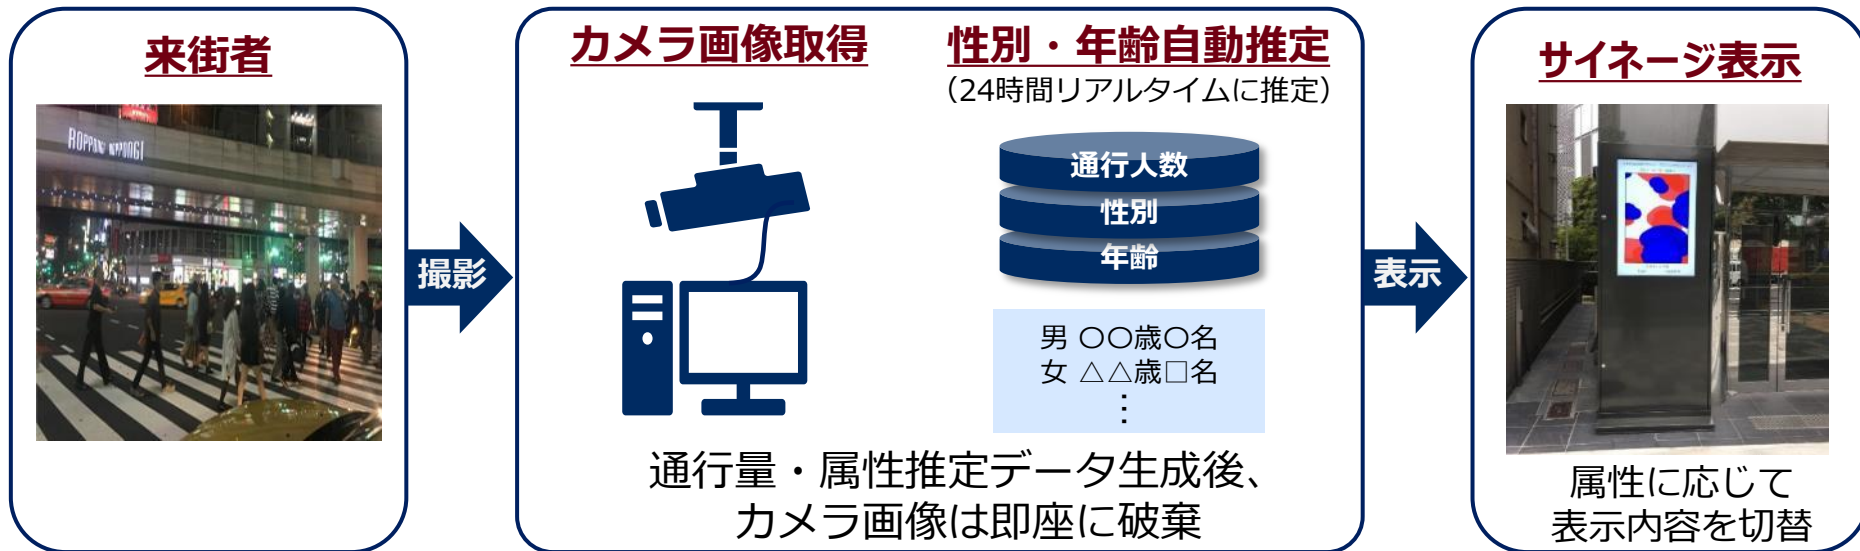 来街者
ROPPONGI
撮影
カメラ画像取得
性別・年齢自動推定
（24時間リアルタイムに推定）
通行人数
性別
年齢
男 〇〇歳〇名
女 △△歳□名
⋮
通行量・属性推定データ生成後、
カメラ画像は即座に破棄
表示
サイネージ表示
属性に応じて
表示内容を切替